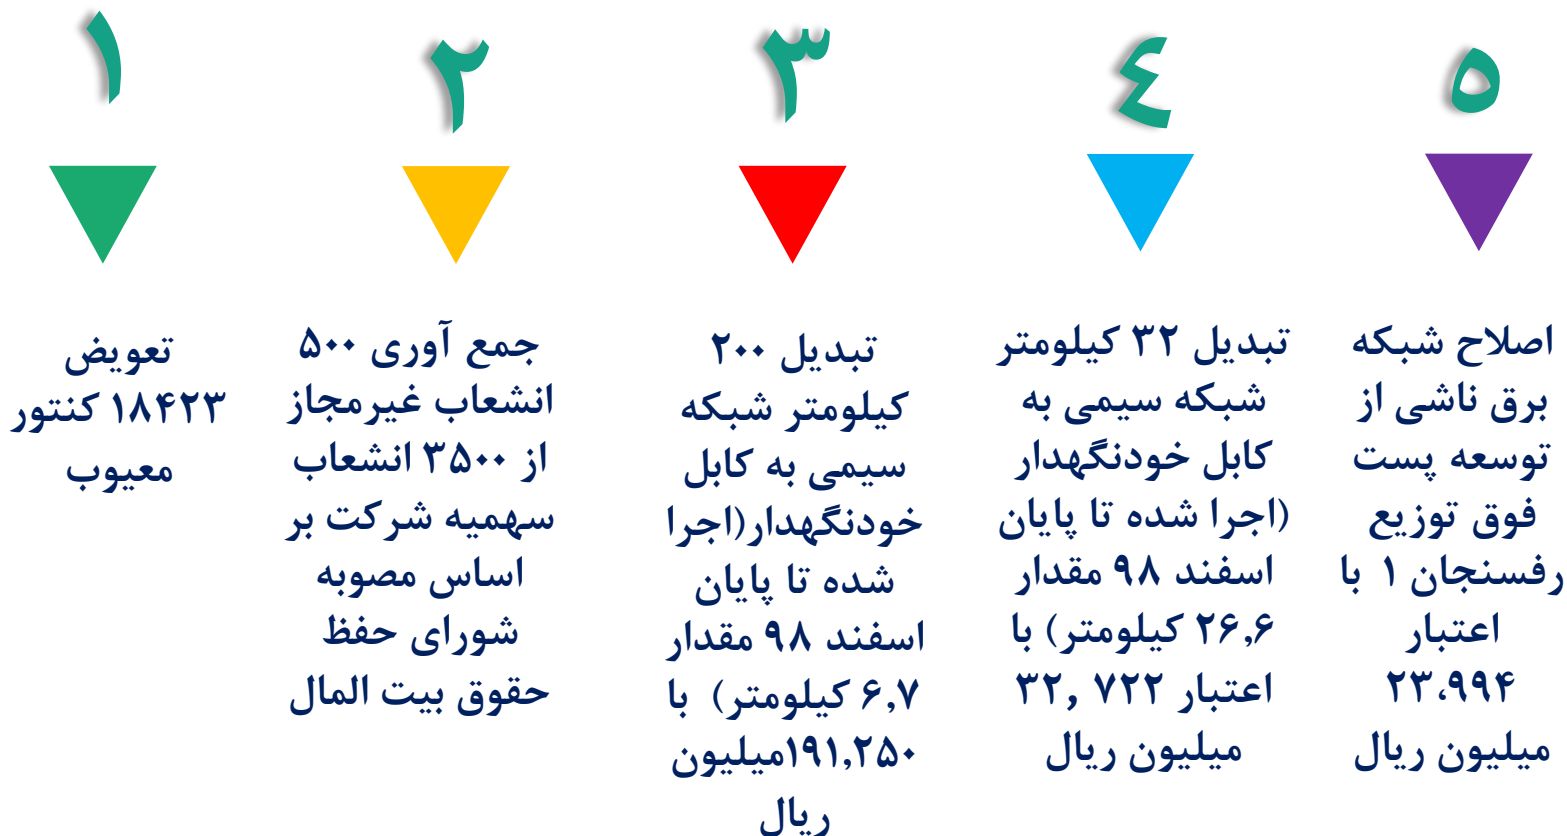 ۱
تعویض
۱۸۴۲۳ کنتور
معیوب
۲
جمع آوری ۵۰۰
انشعاب غیرمجاز
از ۳۵۰۰ انشعاب
سهمیه شرکت بر
اساس مصوبه
شورای حفظ
حقوق بیت المال
۳
تبدیل ۲۰۰
کیلومتر شبکه
سیمی به کابل
خودنگهدار(اجرا
شده تا پایان
اسفند ۹۸ مقدار
۶,۷ کیلومتر) با
۱۹۱,۲۵۰میلیون
ریال
٤
تبدیل ۳۲ کیلومتر
شبکه سیمی به
کابل خودنگهدار
(اجرا شده تا پایان
اسفند ۹۸ مقدار
۲۶,۶ کیلومتر) با
اعتبار ۷۲۲ ,۳۲
میلیون ریال
٥
اصلاح شبکه
برق ناشی از
توسعه پست
فوق توزیع
رفسنجان ۱ با
اعتبار
۲۳،۹۹۴
میلیون ریال